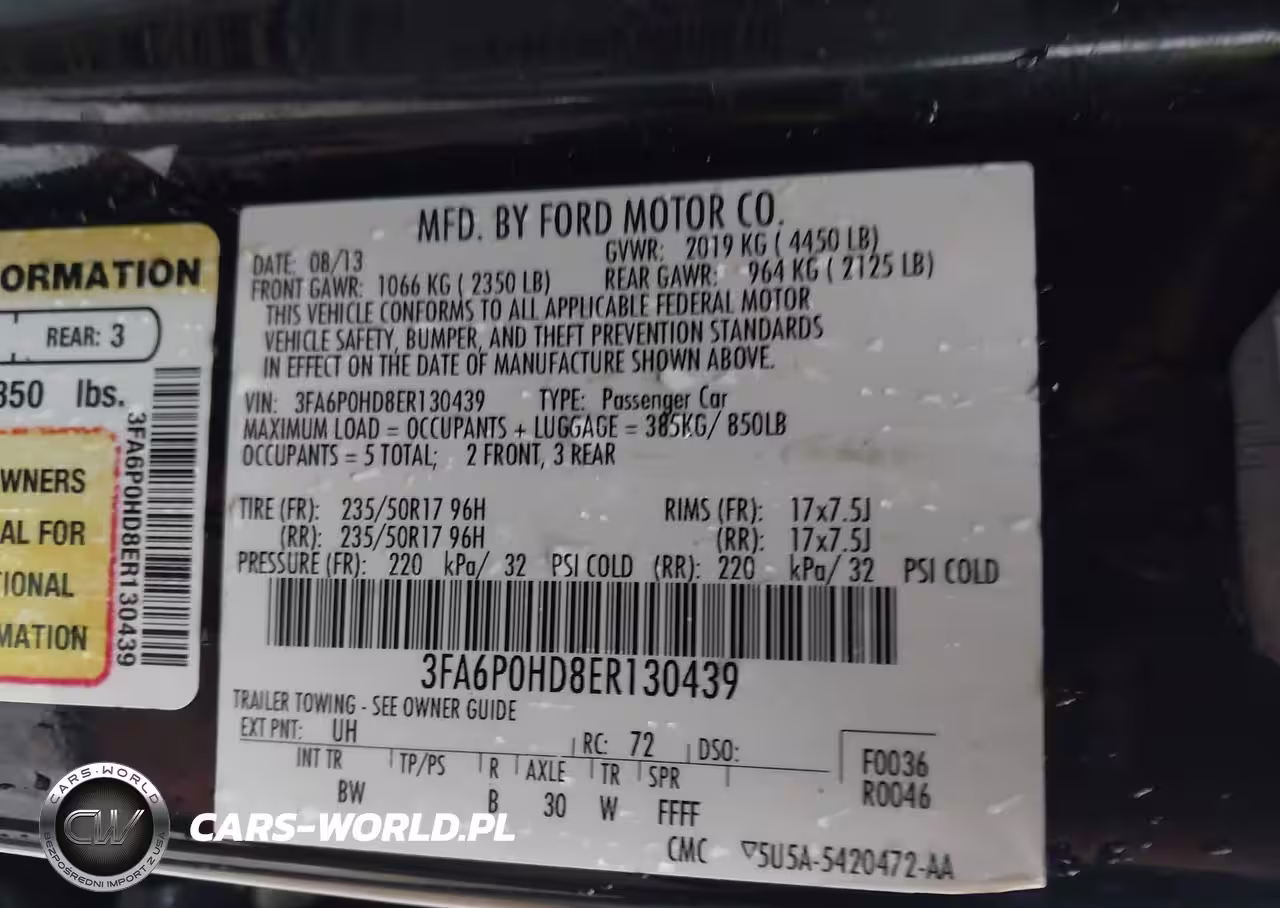 ORMATION
REAR: 3
850 lbs.
WNERS
AL FOR
TIONAL
MATION
3FA6P0HD8ER130439
MFD. BY FORD MOTOR CO.
DATE: 08/13 GVWR: 2019 KG ( 4450 LB)
FRONT GAWR: 1066 KG ( 2350 LB) REAR GAWR: 964 KG ( 2125 LB)
THIS VEHICLE CONFORMS TO ALL APPLICABLE FEDERAL MOTOR
VEHICLE SAFETY, BUMPER, AND THEFT PREVENTION STANDARDS
IN EFFECT ON THE DATE OF MANUFACTURE SHOWN ABOVE.
VIN: 3FA6P0HD8ER130439 TYPE: Passenger Car
MAXIMUM LOAD = OCCUPANTS + LUGGAGE = 385KG/ 850LB
OCCUPANTS = 5 TOTAL; 2 FRONT, 3 REAR
TIRE (FR): 235/50R17 96H RIMS (FR): 17x7.5J
(RR): 235/50R17 96H (RR): 17x7.5J
PRESSURE (FR): 220 kPa/ 32 PSI COLD (RR): 220 kPa/ 32 PSI COLD
3FA6P0HD8ER130439
TRAILER TOWING - SEE OWNER GUIDE
EXT PNT: UH RC: 72 DSO:
INT TR TP/PS R AXLE TR SPR
BW B 30 W FFFF
F0036
R0046
CMC ▽5U5A-5420472-AA
CARS-WORLD
CW
BEZPOŚREDNI IMPORT Z USA
CARS-WORLD.PL